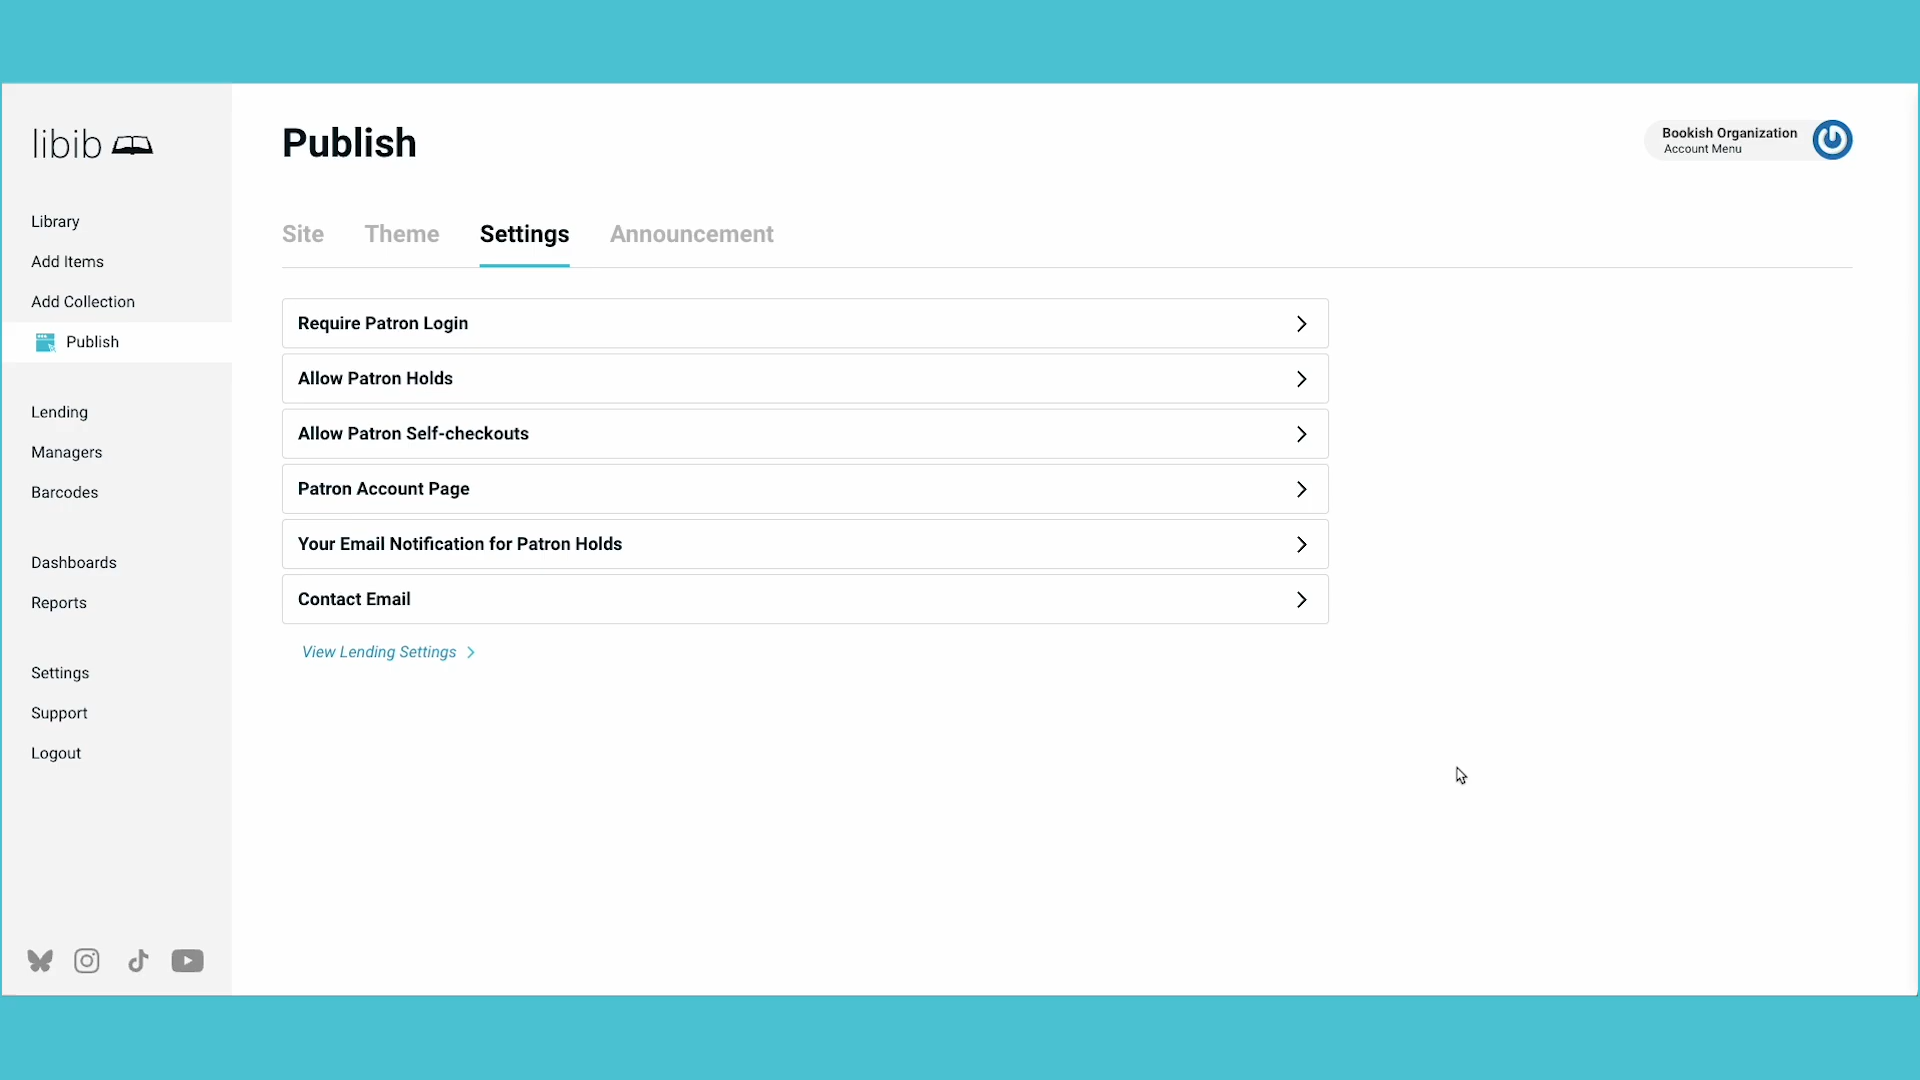 libib
Library
Add Items
Add Collection
Publish
Lending
Managers
Barcodes
Dashboards
Reports
Settings
Support
Logout
Publish
Bookish Organization
Account Menu
Site Theme Settings Announcement
Require Patron Login
Allow Patron Holds
Allow Patron Self-checkouts
Patron Account Page
Your Email Notification for Patron Holds
Contact Email
View Lending Settings